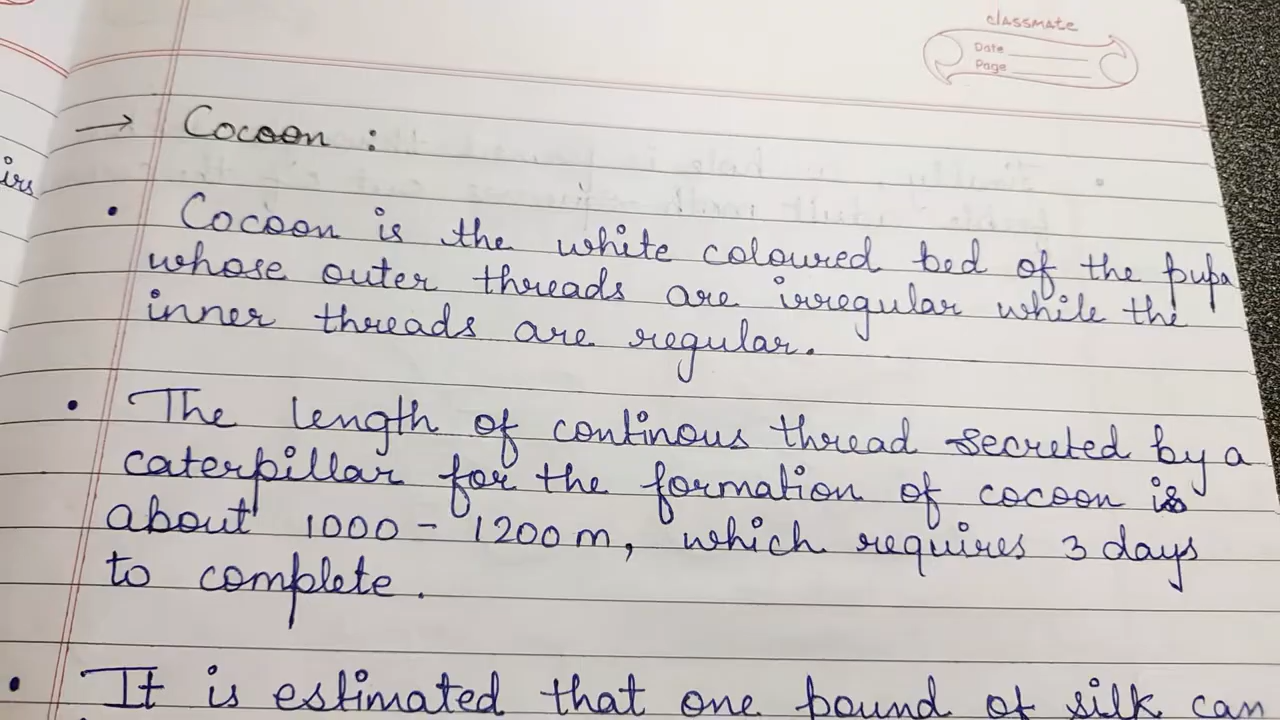 classmate
Date
Page
→ Cocoon :
irs
• Cocoon is the white coloured bed of the pupa
whose outer threads are irregular while the
inner threads are regular.
• The length of continous thread secreted by a
caterpillar for the formation of cocoon is
about 1000 - 1200 m, which requires 3 days
to complete.
• It is estimated that one pound of silk can